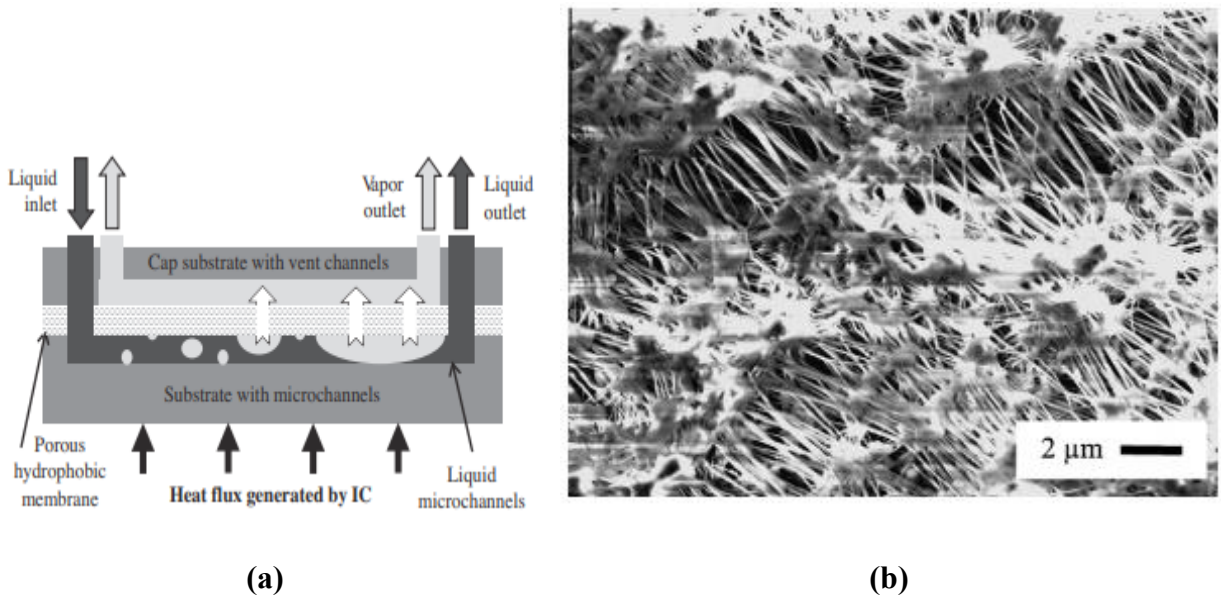 Liquid
inlet
Vapor
outlet
Liquid
outlet
Cap substrate with vent channels
Substrate with microchannels
Porous
hydrophobic
membrane
Heat flux generated by IC
Liquid
microchannels
2 µm
(a)
(b)